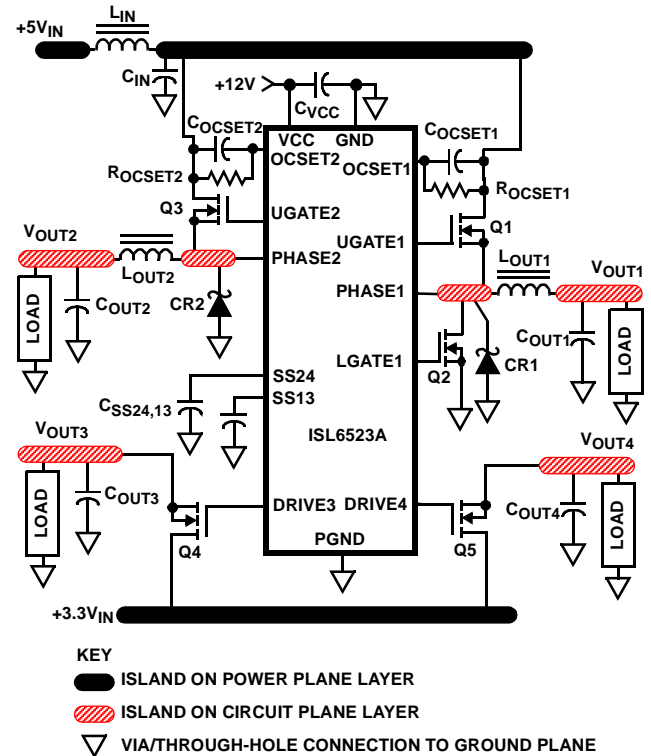 +5VIN
LIN
CIN
+12V
CVCC
COCSET2
VCC
GND
COCSET1
OCSET2
OCSET1
ROCSET2
ROCSET1
Q3
Q1
UGATE2
UGATE1
VOUT2
LOUT2
PHASE2
PHASE1
LOUT1
VOUT1
LOAD
COUT2
CR2
LGATE1
Q2
CR1
COUT1
LOAD
SS24
CSS24,13
SS13
ISL6523A
VOUT3
VOUT4
LOAD
COUT3
Q4
DRIVE3
DRIVE4
Q5
COUT4
LOAD
PGND
+3.3VIN
KEY
ISLAND ON POWER PLANE LAYER
ISLAND ON CIRCUIT PLANE LAYER
VIA/THROUGH-HOLE CONNECTION TO GROUND PLANE